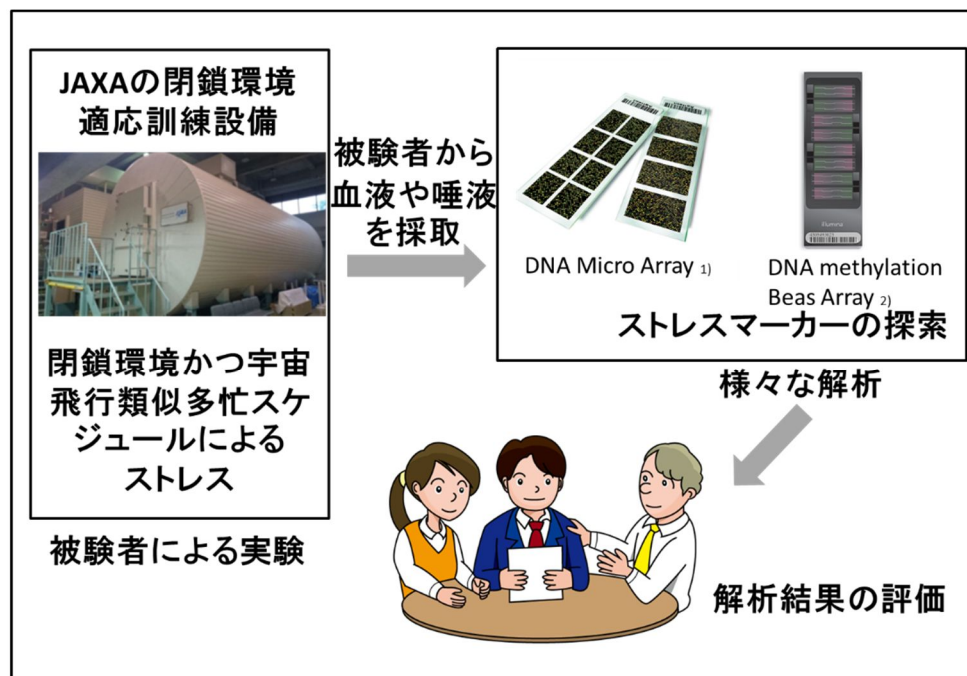 JAXAの閉鎖環境
適応訓練設備
閉鎖環境かつ宇宙
飛行類似多忙スケ
ジュールによる
ストレス
被験者による実験
被験者から
血液や唾液
を採取
DNA Micro Array 1)
DNA methylation
Beas Array 2)
ストレスマーカーの探索
様々な解析
解析結果の評価